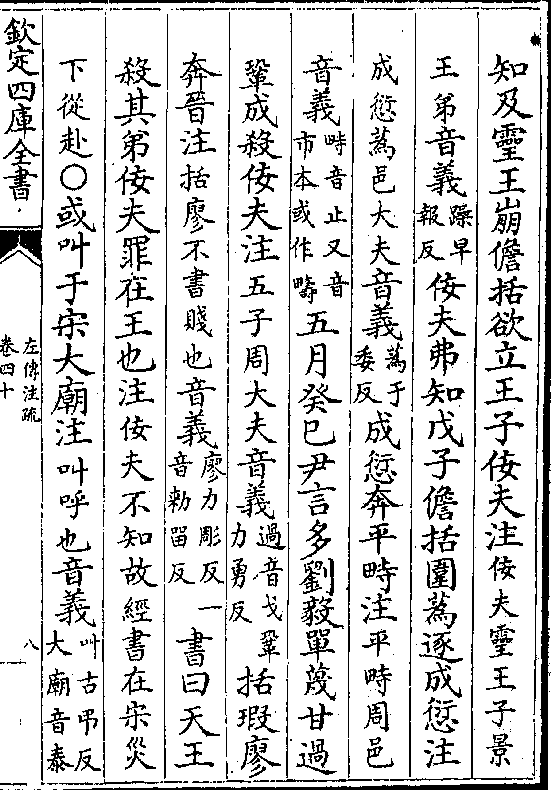 知及靈王崩儋括欲立王子佞夫注佞夫靈王子景
王弟音義躁早報反佞夫弗知戊子儋括圍蒍逐成愆注
成愆蒍邑大夫音義蒍于委反成愆奔平畤注平畤周邑
音義畤音止又音市本或作疇五月癸巳尹言多劉毅單蔑甘過
鞏成殺佞夫注五子周大夫音義過音戈鞏力勇反括瑕廖
奔晉注括廖不書賤也音義廖力彫反一音勑留反書曰天王
殺其弟佞夫罪在王也注佞夫不知故經書在宋災
下從赴○或叫于宋大廟注叫呼也音義叫古弔反大廟音泰
欽定四庫全書
左傳注疏
卷四十
八